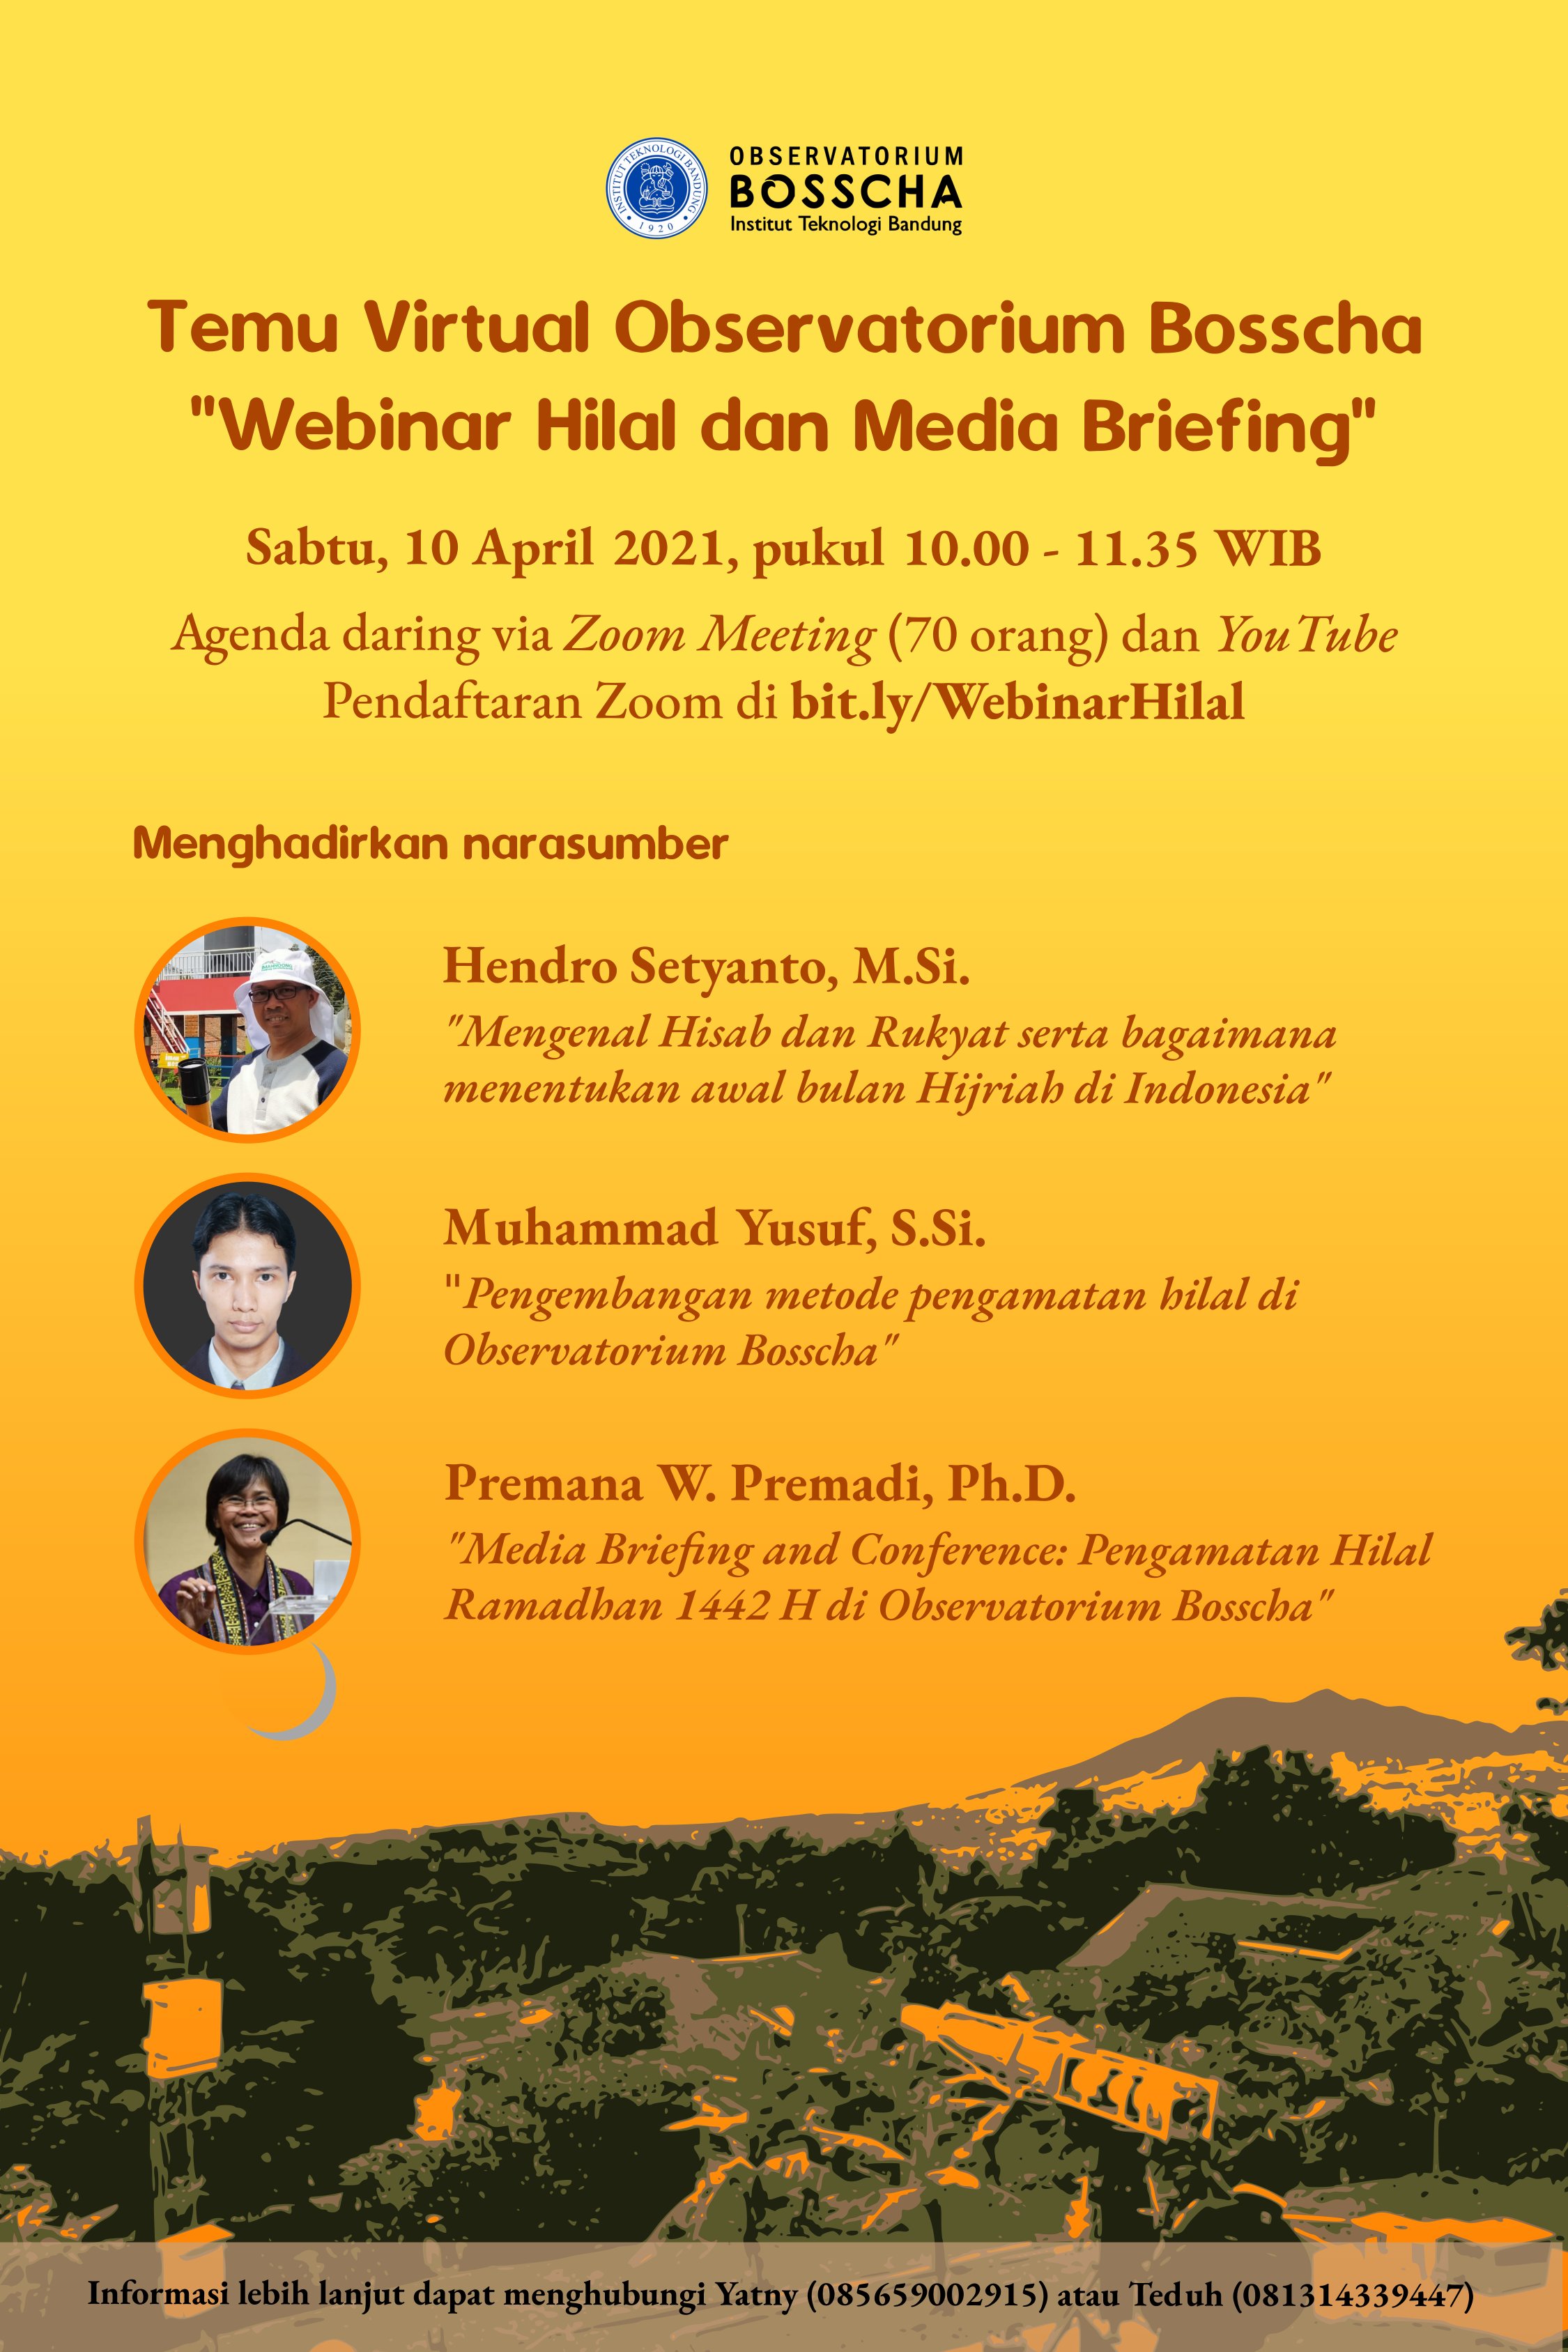 INSTITUT TEKNOLOGI BANDUNG
1920
OBSERVATORIUM
BOSSCHA
Institut Teknologi Bandung
Temu Virtual Observatorium Bosscha
"Webinar Hilal dan Media Briefing"
Sabtu, 10 April 2021, pukul 10.00 - 11.35 WIB
Agenda daring via Zoom Meeting (70 orang) dan YouTube
Pendaftaran Zoom di bit.ly/WebinarHilal
Menghadirkan narasumber
Hendro Setyanto, M.Si.
"Mengenal Hisab dan Rukyat serta bagaimana
menentukan awal bulan Hijriah di Indonesia"
Muhammad Yusuf, S.Si.
"Pengembangan metode pengamatan hilal di
Observatorium Bosscha"
Premana W. Premadi, Ph.D.
"Media Briefing and Conference: Pengamatan Hilal
Ramadhan 1442 H di Observatorium Bosscha"
Informasi lebih lanjut dapat menghubungi Yatny (085659002915) atau Teduh (081314339447)